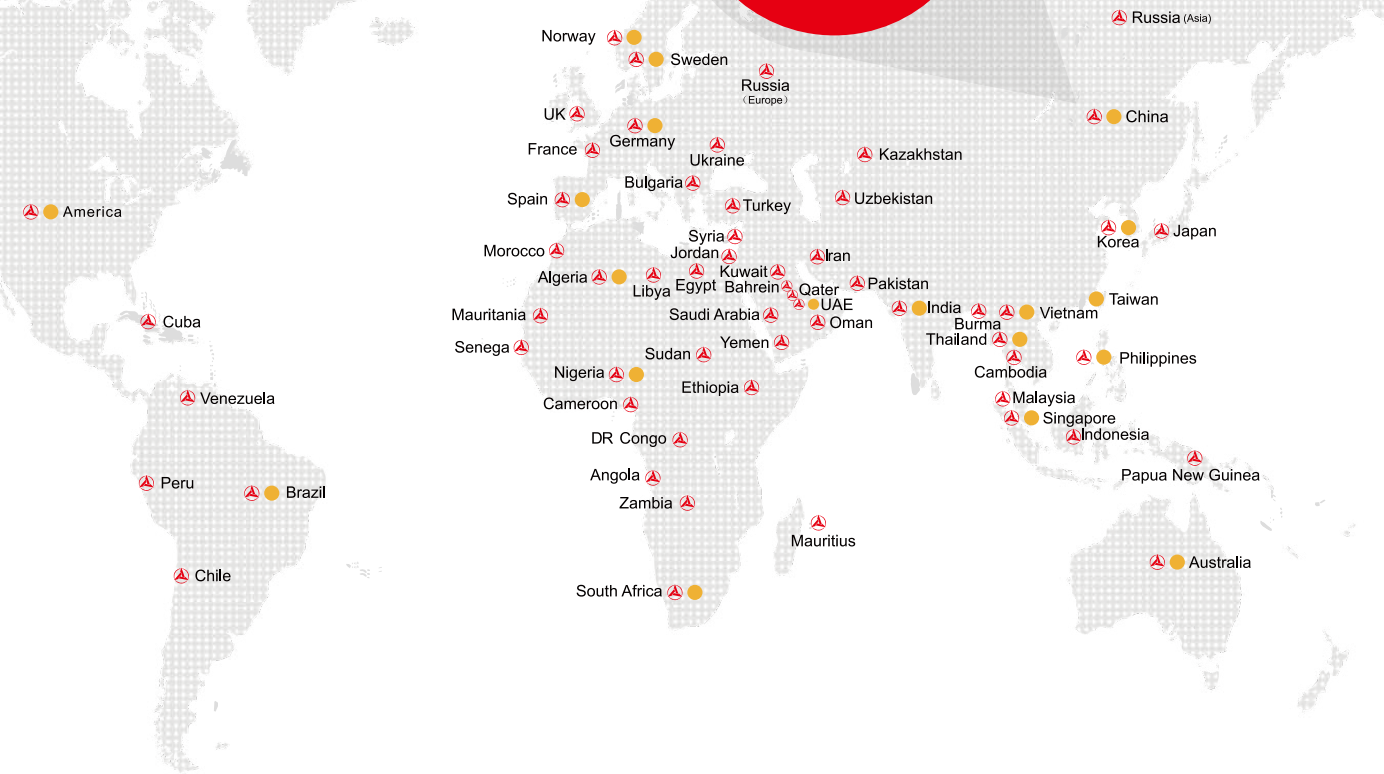 Russia (Asia)
Norway
Sweden
Russia
(Europe)
UK
China
Germany
France
Ukraine
Kazakhstan
Bulgaria
Spain
Uzbekistan
America
Turkey
Syria
Korea
Japan
Morocco
Jordan
Iran
Algeria
Libya
Egypt
Kuwait
Bahrein
Qater
Pakistan
UAE
India
Taiwan
Mauritania
Saudi Arabia
Oman
Burma
Vietnam
Cuba
Thailand
Senega
Sudan
Yemen
Cambodia
Philippines
Nigeria
Ethiopia
Venezuela
Cameroon
Malaysia
Singapore
DR Congo
Indonesia
Angola
Papua New Guinea
Peru
Brazil
Zambia
Mauritius
Australia
Chile
South Africa